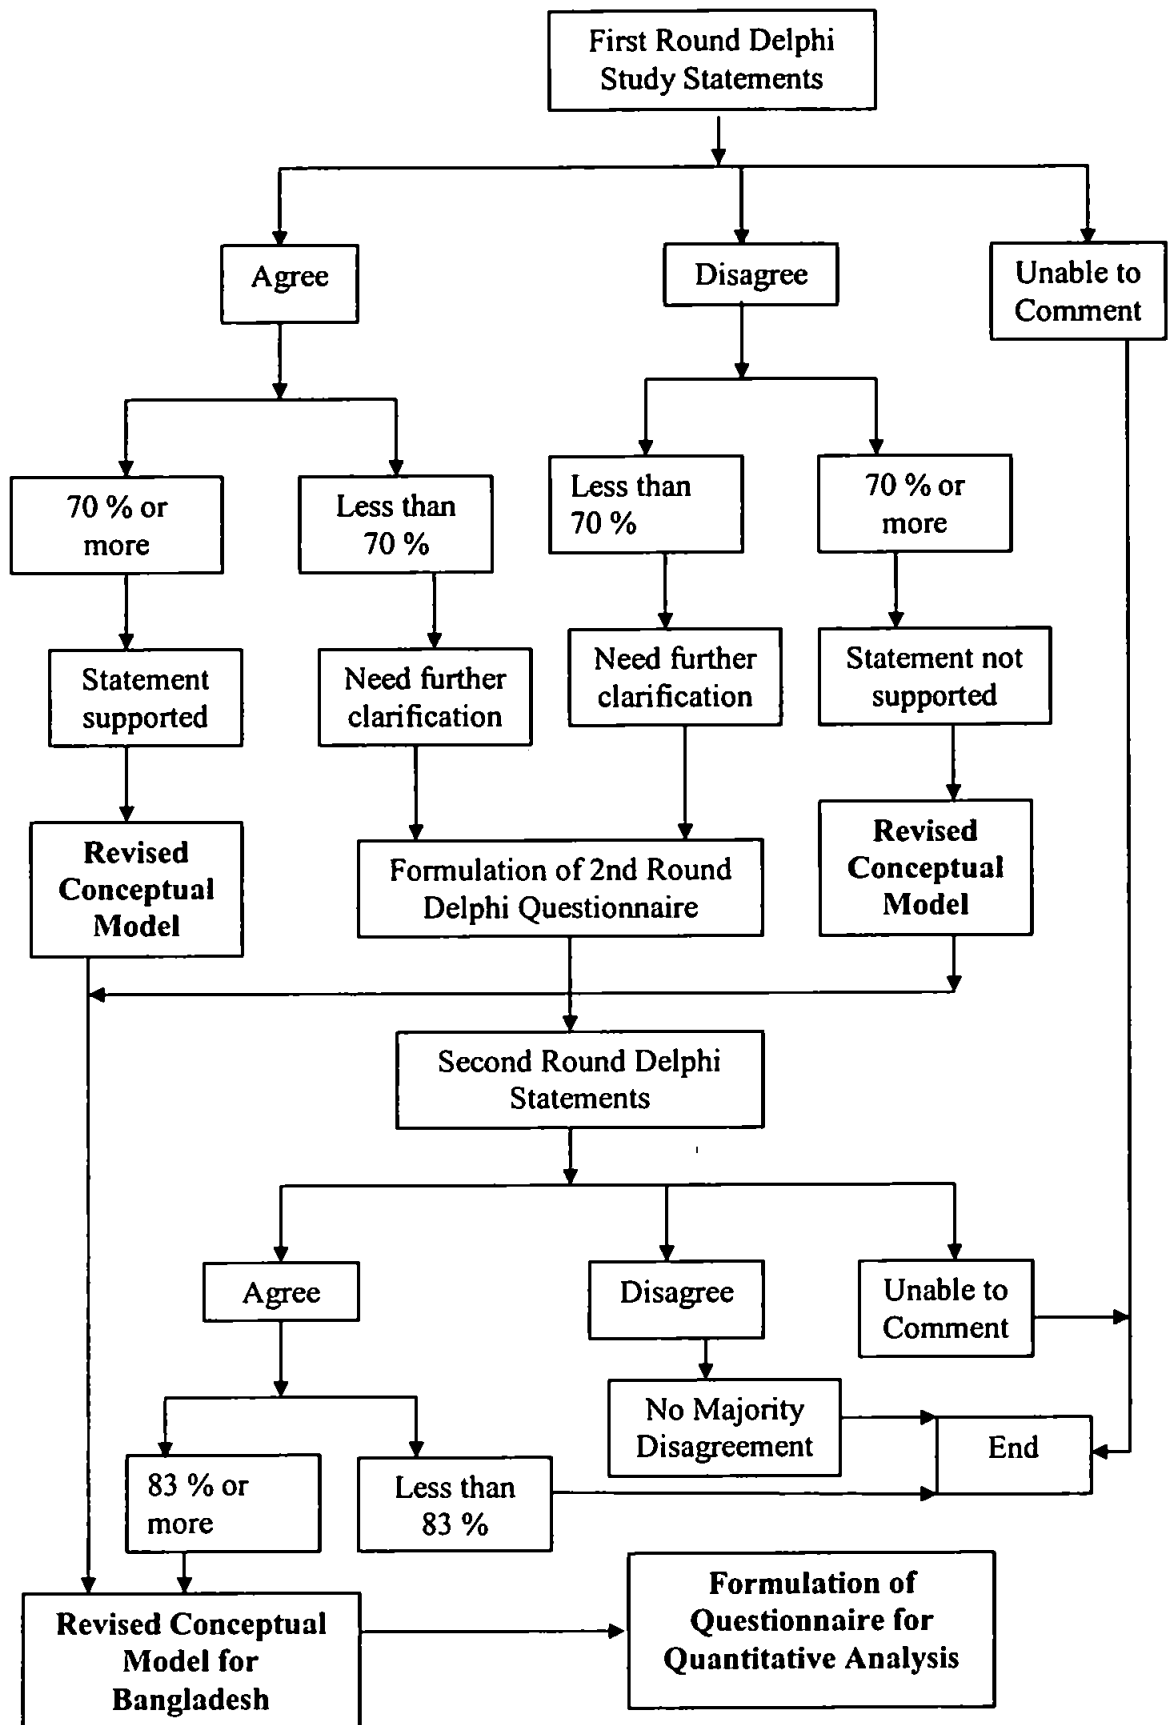 First Round Delphi
Study Statements
Agree
Disagree
Unable to
Comment
70 % or
more
Less than
70 %
Less than
70 %
70 % or
more
Statement
supported
Need further
clarification
Need further
clarification
Statement not
supported
Revised
Conceptual
Model
Formulation of 2nd Round
Delphi Questionnaire
Revised
Conceptual
Model
Second Round Delphi
Statements
Agree
Disagree
Unable to
Comment
No Majority
Disagreement
End
83 % or
more
Less than
83 %
Revised Conceptual
Model for
Bangladesh
Formulation of
Questionnaire for
Quantitative Analysis